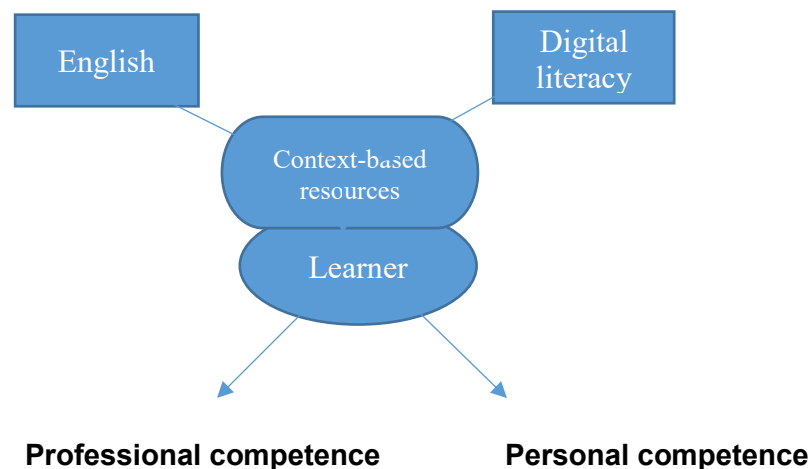 English
Digital
literacy
Context-based
resources
Learner
Professional competence
Personal competence